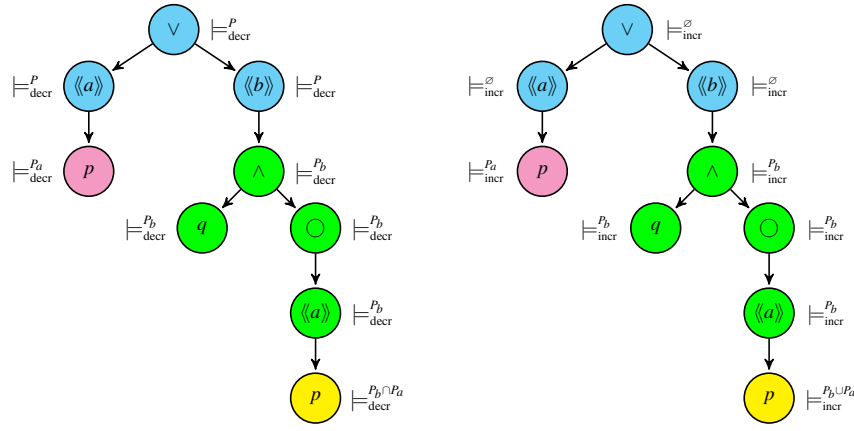 ∨ ⊨^P_decr ∨ ⊨^∅_incr
⊨^P_decr ⟪a⟫ ⟪b⟫ ⊨^P_decr ⊨^∅_incr ⟪a⟫ ⟪b⟫ ⊨^∅_incr
⊨^{P_a}_decr p ∧ ⊨^{P_b}_decr ⊨^{P_a}_incr p ∧ ⊨^{P_b}_incr
⊨^{P_b}_decr q ○ ⊨^{P_b}_decr ⊨^{P_b}_incr q ○ ⊨^{P_b}_incr
⟪a⟫ ⊨^{P_b}_decr ⟪a⟫ ⊨^{P_b}_incr
p ⊨^{P_b∩P_a}_decr p ⊨^{P_b∪P_a}_incr